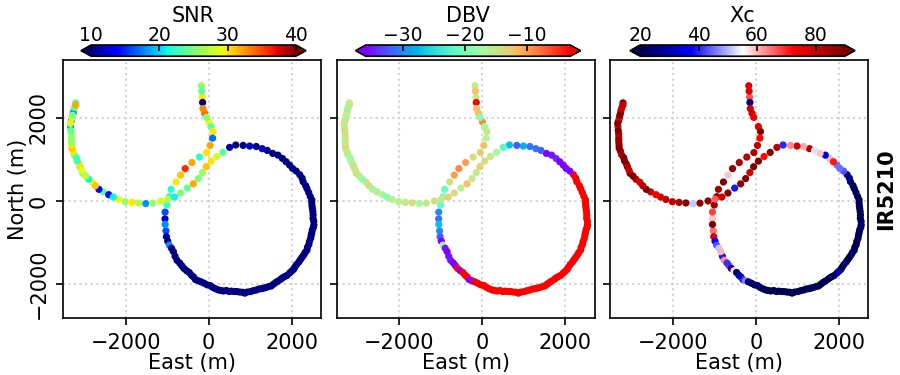 SNR DBV Xc
10 20 30 40 −30 −20 −10 20 40 60 80
2000
0
−2000
North (m)
−2000 0 2000 −2000 0 2000 −2000 0 2000
East (m) East (m) East (m)
IR5210